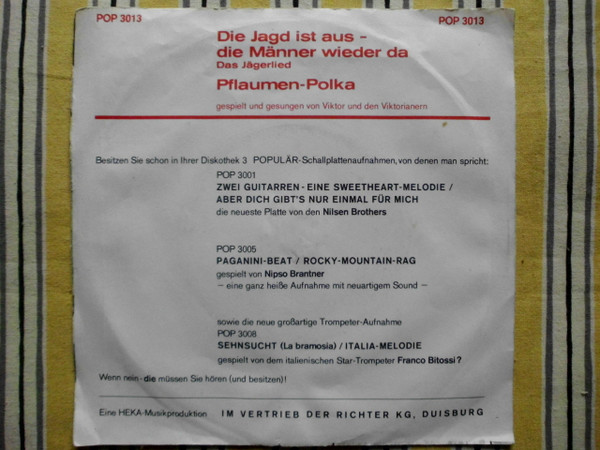 POP 3013 POP 3013
Die Jagd ist aus -
die Männer wieder da
Das Jägerlied
Pflaumen-Polka
gespielt und gesungen von Viktor und den Viktorianern
Besitzen Sie schon in Ihrer Diskothek 3 POPULÄR-Schallplattenaufnahmen, von denen man spricht:
POP 3001
ZWEI GUITARREN - EINE SWEETHEART-MELODIE /
ABER DICH GIBT'S NUR EINMAL FÜR MICH
die neueste Platte von den Nilsen Brothers
POP 3005
PAGANINI-BEAT / ROCKY-MOUNTAIN-RAG
gespielt von Nipso Brantner
– eine ganz heiße Aufnahme mit neuartigem Sound –
sowie die neue großartige Trompeter-Aufnahme
POP 3008
SEHNSUCHT (La bramosia) / ITALIA-MELODIE
gespielt von dem italienischen Star-Trompeter Franco Bitossi?
Wenn nein - die müssen Sie hören (und besitzen)!
Eine HEKA-Musikproduktion IM VERTRIEB DER RICHTER KG, DUISBURG